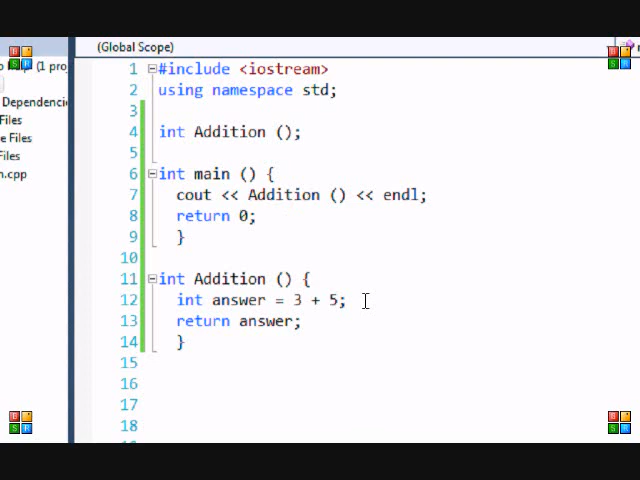 (Global Scope)
(1 proj
Dependencie
Files
e Files
Files
n.cpp
1 #include <iostream>
2 using namespace std;
3
4 int Addition ();
5
6 int main () {
7 cout << Addition () << endl;
8 return 0;
9 }
10
11 int Addition () {
12 int answer = 3 + 5;
13 return answer;
14 }
15
16
17
18